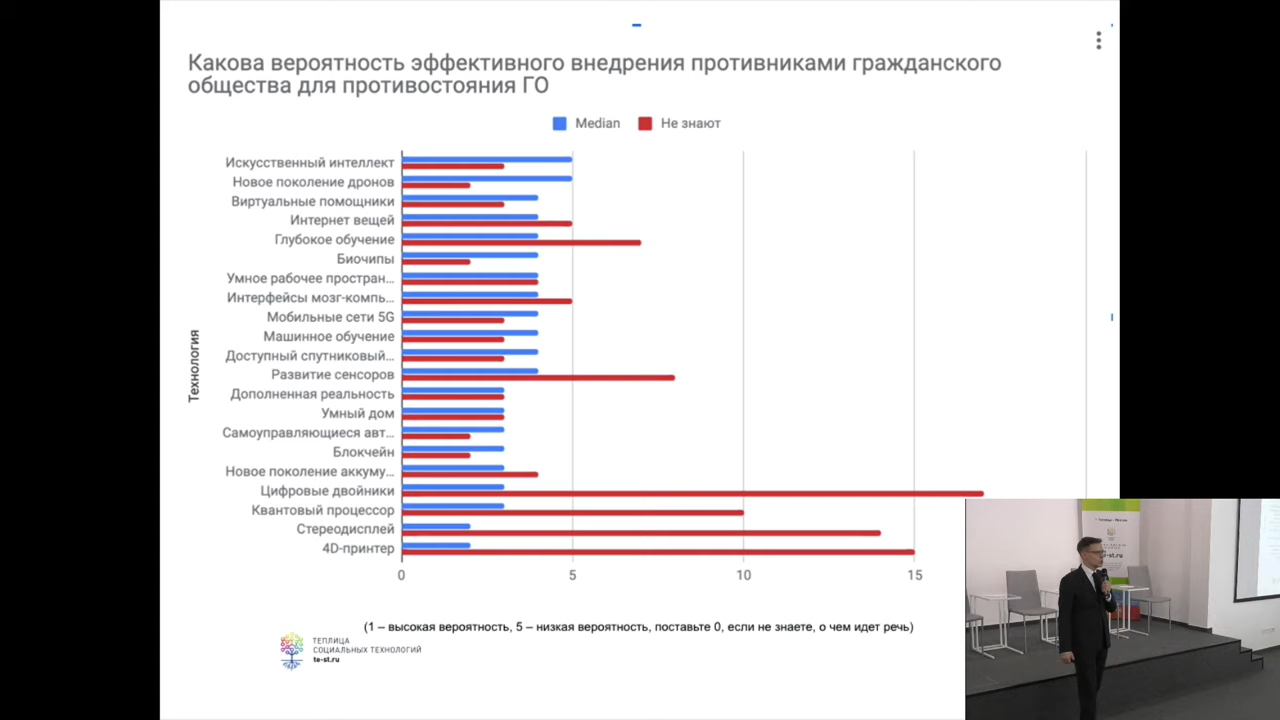 Какова вероятность эффективного внедрения противниками гражданского
общества для противостояния ГО
Median
Не знают
Технология
Искусственный интеллект
Новое поколение дронов
Виртуальные помощники
Интернет вещей
Глубокое обучение
Биочипы
Умное рабочее простран...
Интерфейсы мозг-компь...
Мобильные сети 5G
Машинное обучение
Доступный спутниковый...
Развитие сенсоров
Дополненная реальность
Умный дом
Самоуправляющиеся авт...
Блокчейн
Новое поколение аккуму...
Цифровые двойники
Квантовый процессор
Стереодисплей
4D-принтер
0
5
10
15
(1 – высокая вероятность, 5 – низкая вероятность, поставьте 0, если не знаете, о чем идет речь)
ТЕПЛИЦА
СОЦИАЛЬНЫХ ТЕХНОЛОГИЙ
te-st.ru